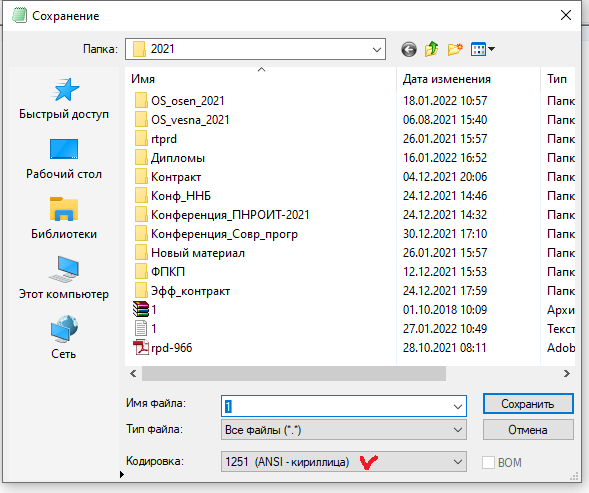 Сохранение
Папка: 2021
Имя Дата изменения Тип
OS_osen_2021 18.01.2022 10:57 Папк
OS_vesna_2021 06.08.2021 15:40 Папк
rtprd 26.01.2021 15:57 Папк
Дипломы 16.01.2022 16:52 Папк
Контракт 04.12.2021 20:06 Папк
Конф_ННБ 24.12.2021 14:46 Папк
Конференция_ПНРОИТ-2021 24.12.2021 14:32 Папк
Конференция_Совр_прогр 30.12.2021 17:10 Папк
Новый материал 26.01.2021 15:57 Папк
ФПКП 12.12.2021 15:53 Папк
Эфф_контракт 24.12.2021 17:59 Папк
1 01.10.2018 10:09 Архи
1 27.01.2022 10:49 Текст
rpd-966 28.10.2021 08:11 Adob
Быстрый доступ
Рабочий стол
Библиотеки
Этот компьютер
Сеть
Имя файла: 1 Сохранить
Тип файла: Все файлы (*.*) Отмена
Кодировка: 1251 (ANSI - кириллица) BOM